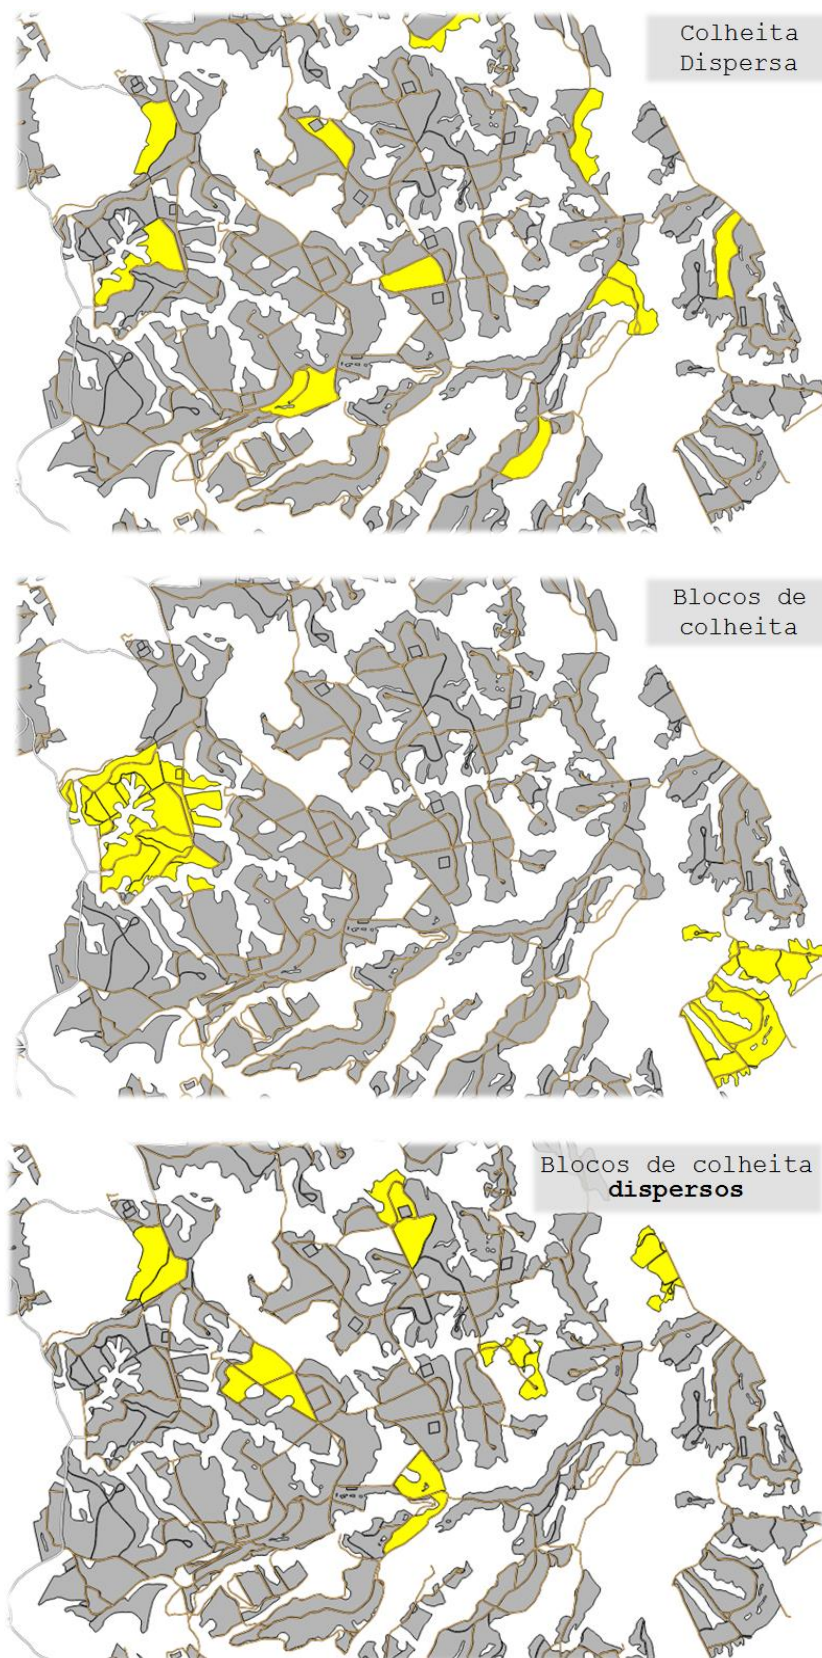 Colheita
Dispersa
Blocos de
colheita
Blocos de colheita
dispersos